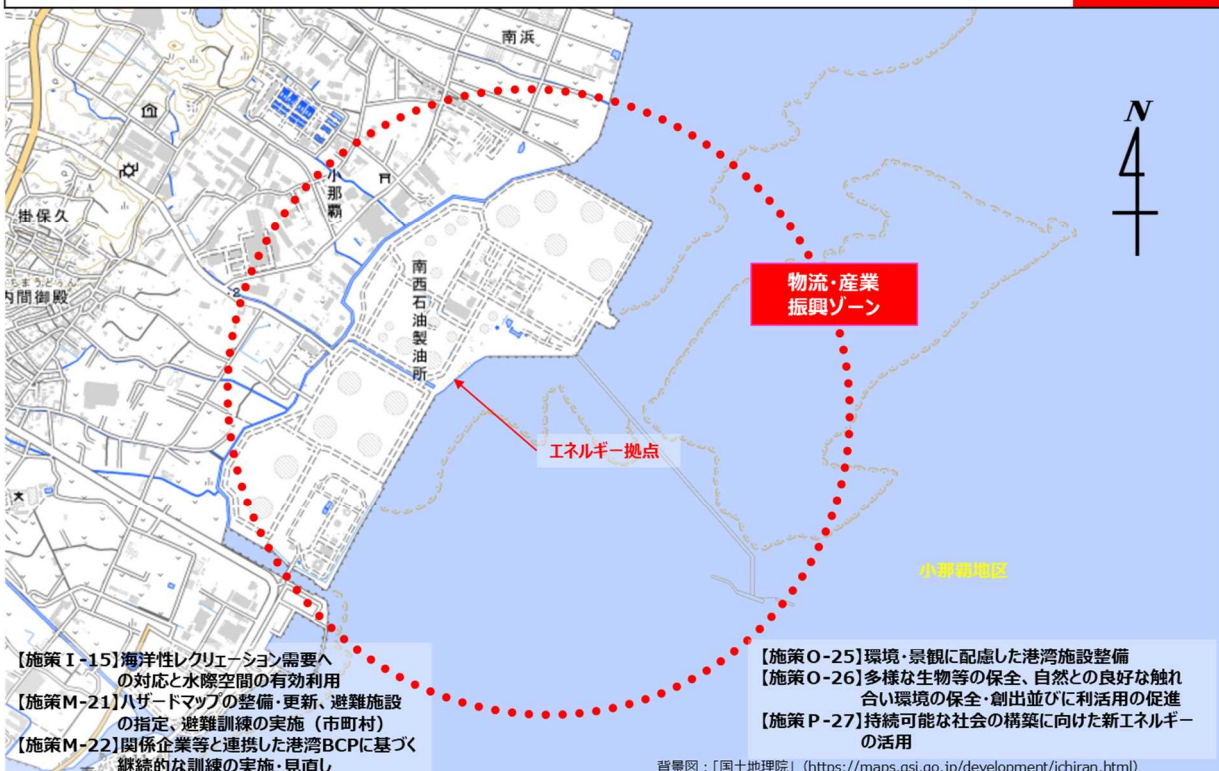 南浜
N
小那覇
掛保久
内間御殿
2
南西石油製油所
物流・産業
振興ゾーン
エネルギー拠点
小那覇地区
【施策Ⅰ-15】海洋性レクリェーション需要へ
の対応と水際空間の有効利用
【施策M-21】ハザードマップの整備・更新、避難施設
の指定、避難訓練の実施（市町村）
【施策M-22】関係企業等と連携した港湾BCPに基づく
継続的な訓練の実施・見直し
【施策O-25】環境・景観に配慮した港湾施設整備
【施策O-26】多様な生物等の保全、自然との良好な触れ
合い環境の保全・創出並びに利活用の促進
【施策P-27】持続可能な社会の構築に向けた新エネルギー
の活用
背景図：「国土地理院」（https://maps.gsi.go.jp/development/ichiran.html）